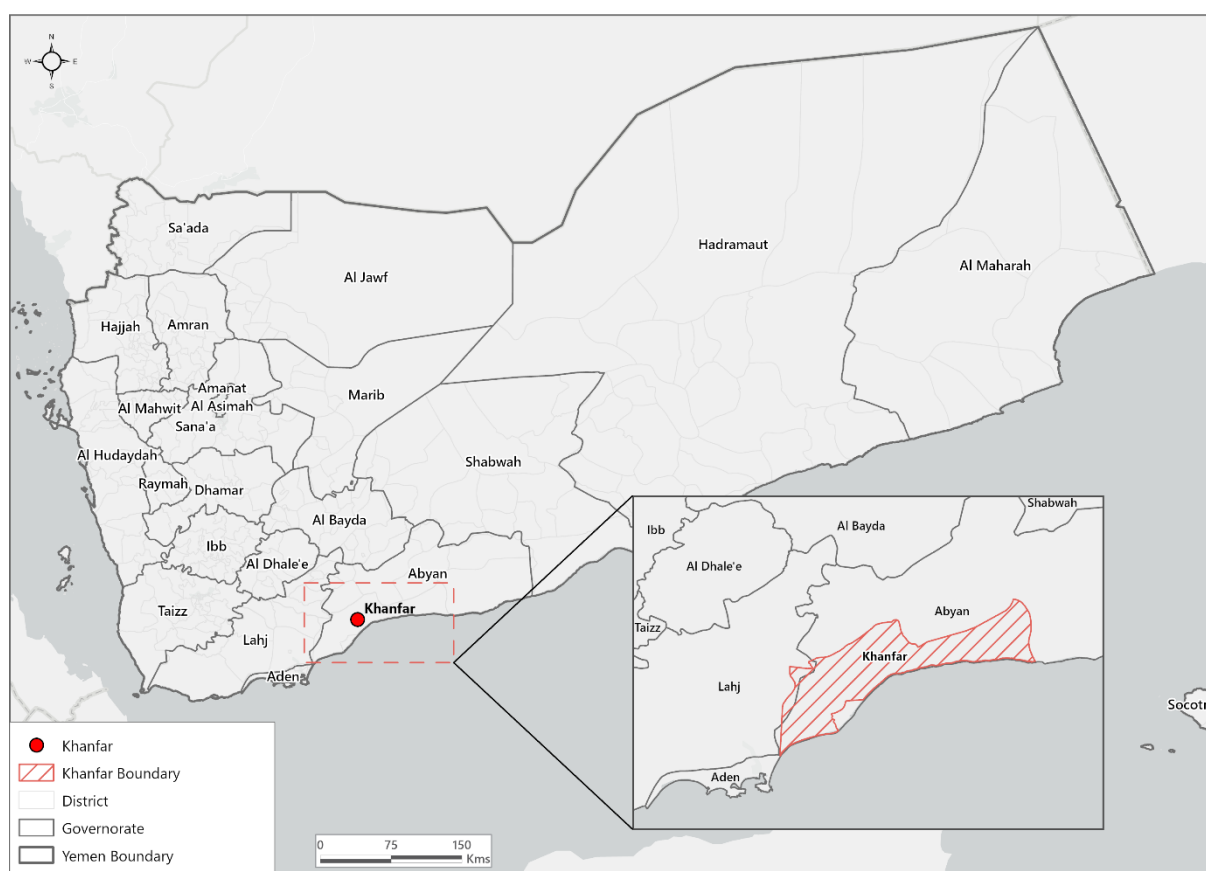 N
W E
S
Sa'ada
Al Jawf
Hadramaut
Al Maharah
Hajjah
Amran
Amanat
Al Asimah
Marib
Al Mahwit
Sana'a
Al Hudaydah
Shabwah
Raymah
Dhamar
Al Bayda
Ibb
Al Dhale'e
Abyan
Taizz
Khanfar
Lahj
Aden
Shabwah
Ibb
Al Bayda
Al Dhale'e
Abyan
Taizz
Khanfar
Lahj
Aden
Socotr
Khanfar
Khanfar Boundary
District
Governorate
Yemen Boundary
0 75 150
Kms